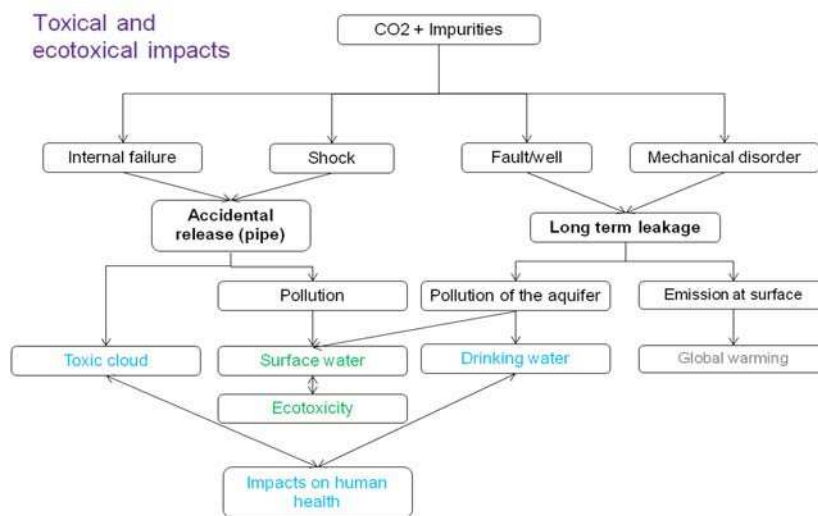 Toxical and
ecotoxical impacts
CO2 + Impurities
Internal failure
Shock
Fault/well
Mechanical disorder
Accidental
release (pipe)
Long term leakage
Pollution
Pollution of the aquifer
Emission at surface
Toxic cloud
Surface water
Drinking water
Global warming
Ecotoxicity
Impacts on human
health